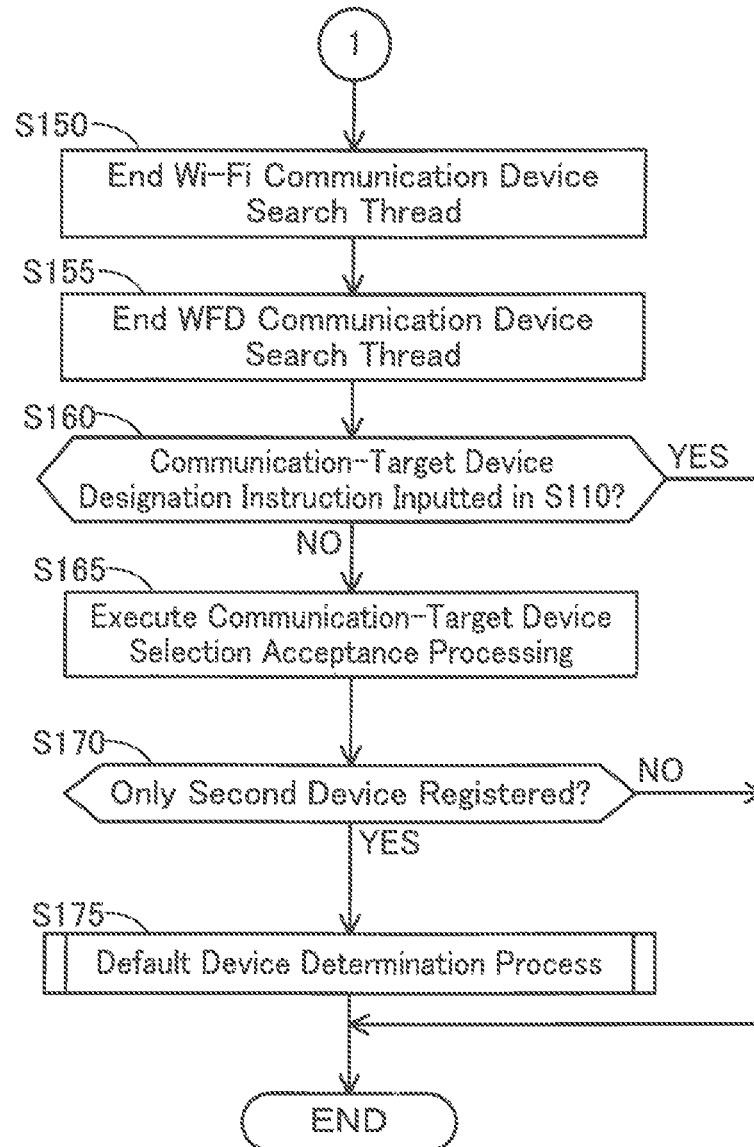 1
S150
End Wi-Fi Communication Device
Search Thread
S155
End WFD Communication Device
Search Thread
S160
Communication-Target Device
Designation Instruction Inputted in S110?
YES
NO
S165
Execute Communication-Target Device
Selection Acceptance Processing
S170
Only Second Device Registered?
NO
YES
S175
Default Device Determination Process
END